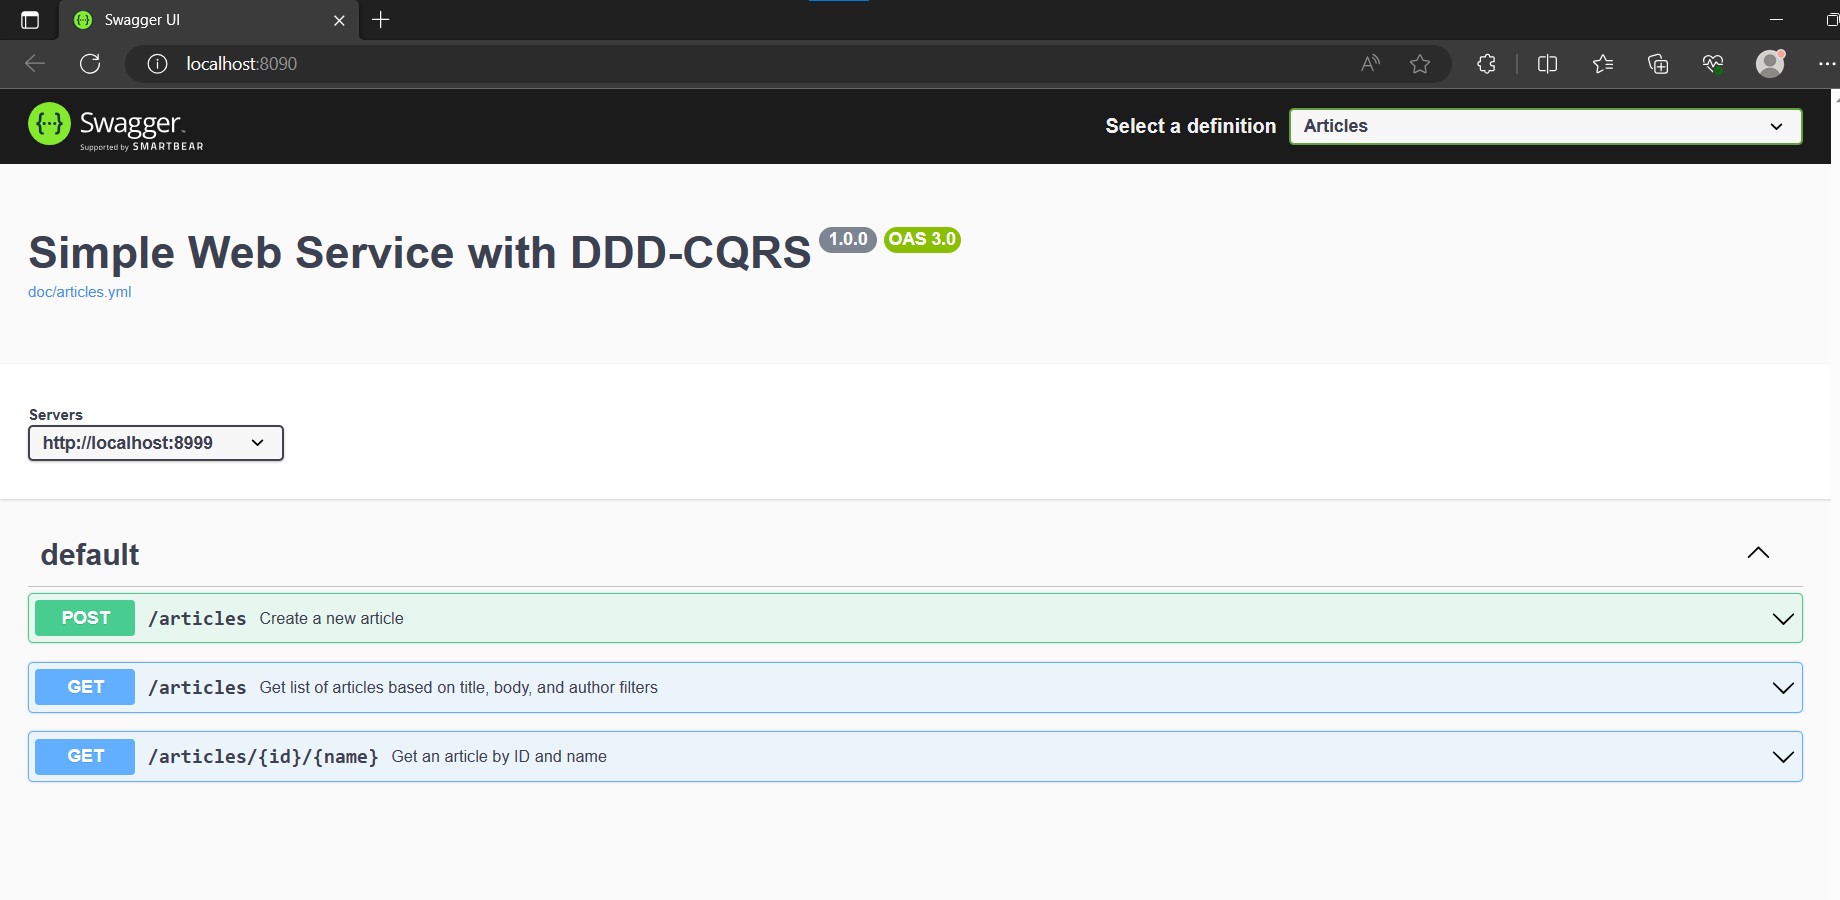 Swagger UI
localhost:8090
Swagger
Supported by SMARTBEAR
Select a definition
Articles
Simple Web Service with DDD-CQRS 1.0.0 OAS 3.0
doc/articles.yml
Servers
http://localhost:8999
default
POST /articles Create a new article
GET /articles Get list of articles based on title, body, and author filters
GET /articles/{id}/{name} Get an article by ID and name